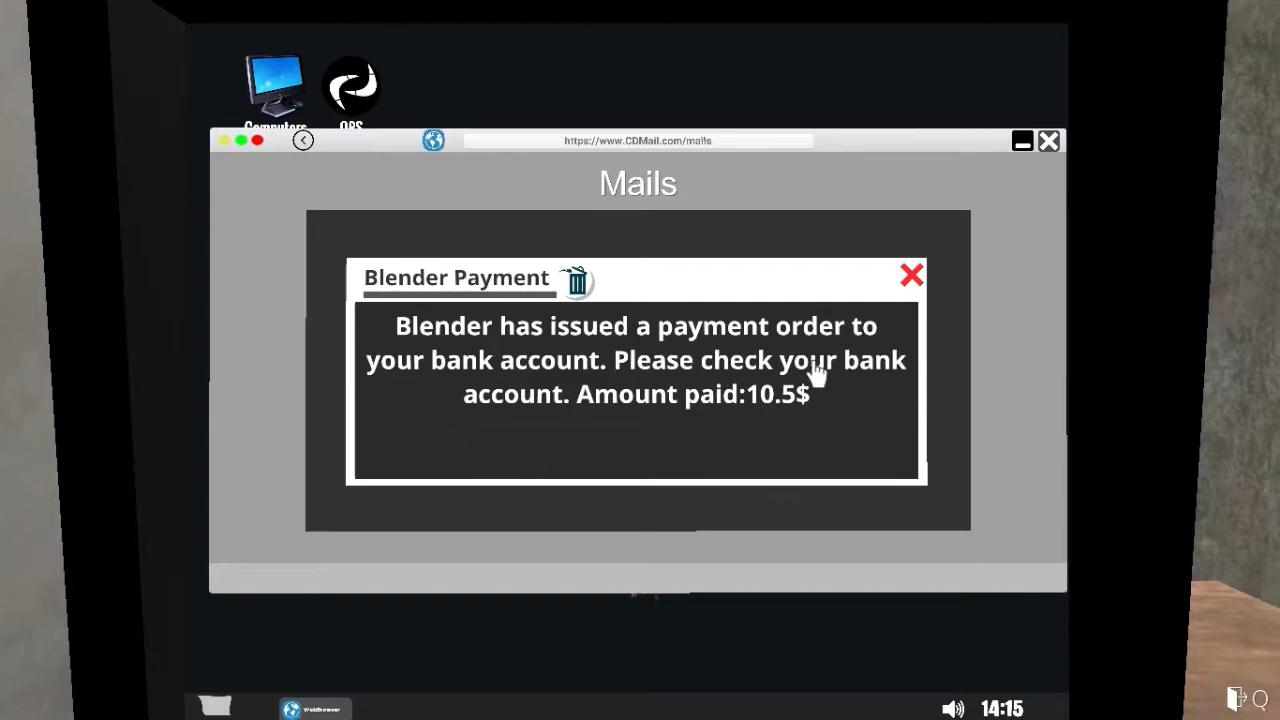 Computers
OPS
https://www.CDMail.com/mails
Mails
Blender Payment
Blender has issued a payment order to
your bank account. Please check your bank
account. Amount paid:10.5$
WebBrowser
14:15
Q